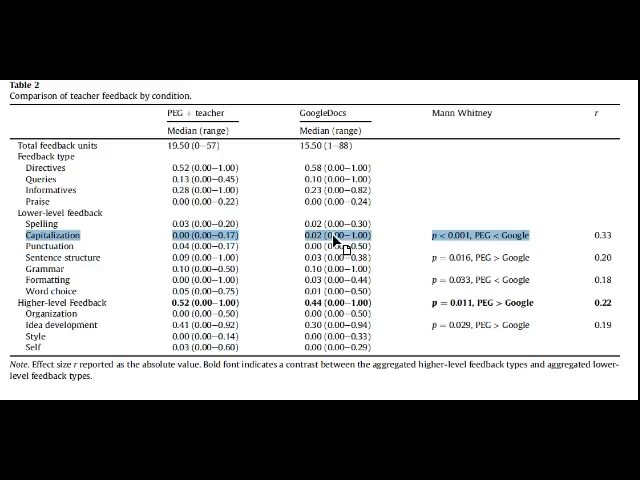 Table 2
Comparison of teacher feedback by condition.
PEG + teacher GoogleDocs Mann Whitney r
Median (range) Median (range)
Total feedback units 19.50 (0–57) 15.50 (1–88)
Feedback type
Directives 0.52 (0.00–1.00) 0.58 (0.00–1.00)
Queries 0.13 (0.00–0.45) 0.10 (0.00–1.00)
Informatives 0.28 (0.00–1.00) 0.23 (0.00–0.82)
Praise 0.00 (0.00–0.22) 0.00 (0.00–0.24)
Lower-level feedback
Spelling 0.03 (0.00–0.20) 0.02 (0.00–0.30)
Capitalization 0.00 (0.00–0.17) 0.02 (0.00–1.00) p < 0.001, PEG < Google 0.33
Punctuation 0.04 (0.00–0.17) 0.00 (0.00–0.50)
Sentence structure 0.09 (0.00–1.00) 0.03 (0.00–0.38) p = 0.016, PEG > Google 0.20
Grammar 0.10 (0.00–0.50) 0.10 (0.00–1.00)
Formatting 0.00 (0.00–1.00) 0.03 (0.00–0.44) p = 0.033, PEG < Google 0.18
Word choice 0.05 (0.00–0.75) 0.01 (0.00–0.50)
Higher-level Feedback 0.52 (0.00–1.00) 0.44 (0.00–1.00) p = 0.011, PEG > Google 0.22
Organization 0.00 (0.00–0.50) 0.00 (0.00–0.50)
Idea development 0.41 (0.00–0.92) 0.30 (0.00–0.94) p = 0.029, PEG > Google 0.19
Style 0.00 (0.00–0.14) 0.00 (0.00–0.33)
Self 0.03 (0.00–0.60) 0.00 (0.00–0.29)
Note. Effect size r reported as the absolute value. Bold font indicates a contrast between the aggregated higher-level feedback types and aggregated lower-
level feedback types.